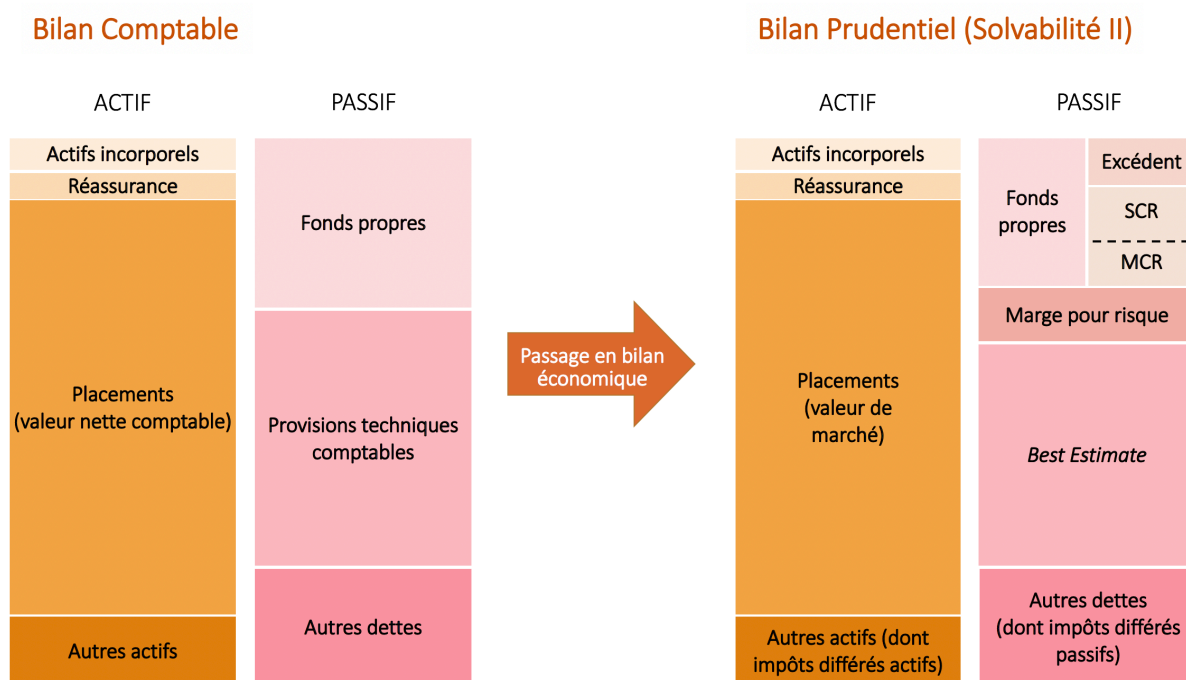 Bilan Comptable
ACTIF
PASSIF
Actifs incorporels
Réassurance
Placements
(valeur nette comptable)
Autres actifs
Fonds propres
Provisions techniques
comptables
Autres dettes
Passage en bilan
économique
Bilan Prudentiel (Solvabilité II)
ACTIF
PASSIF
Actifs incorporels
Réassurance
Placements
(valeur de
marché)
Autres actifs (dont
impôts différés actifs)
Fonds
propres
Excédent
SCR
MCR
Marge pour risque
Best Estimate
Autres dettes
(dont impôts différés
passifs)